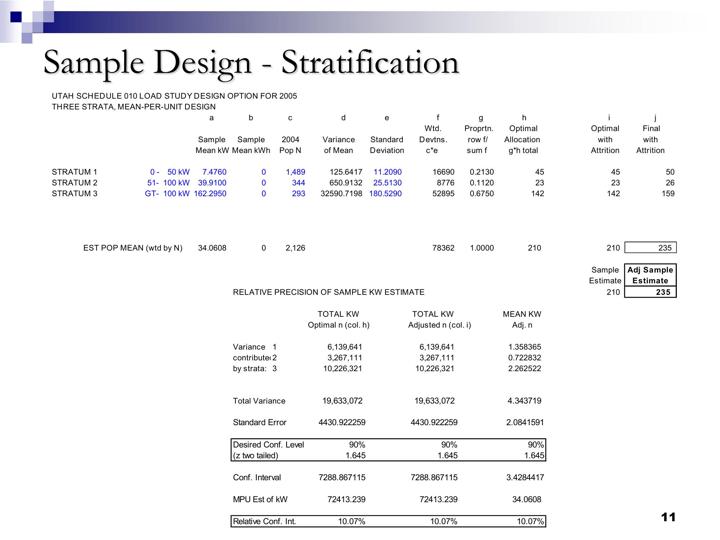 Sample Design - Stratification
UTAH SCHEDULE 010 LOAD STUDY DESIGN OPTION FOR 2005
THREE STRATA, MEAN-PER-UNIT DESIGN
a b c d e f g h i j
Wtd. Proprtn. Optimal Optimal Final
Sample Sample 2004 Variance Standard Devtns. row f/ Allocation with with
Mean kW Mean kWh Pop N of Mean Deviation c*e sum f g*h total Attrition Attrition
STRATUM 1 0 - 50 kW 7.4760 0 1,489 125.6417 11.2090 16690 0.2130 45 45 50
STRATUM 2 51- 100 kW 39.9100 0 344 650.9132 25.5130 8776 0.1120 23 23 26
STRATUM 3 GT- 100 kW 162.2950 0 293 32590.7198 180.5290 52895 0.6750 142 142 159
EST POP MEAN (wtd by N) 34.0608 0 2,126 78362 1.0000 210 210 235
Sample Adj Sample
Estimate Estimate
RELATIVE PRECISION OF SAMPLE KW ESTIMATE 210 235
TOTAL KW TOTAL KW MEAN KW
Optimal n (col. h) Adjusted n (col. i) Adj. n
Variance 1 6,139,641 6,139,641 1.358365
contribute 2 3,267,111 3,267,111 0.722832
by strata: 3 10,226,321 10,226,321 2.262522
Total Variance 19,633,072 19,633,072 4.343719
Standard Error 4430.922259 4430.922259 2.0841591
Desired Conf. Level 90% 90% 90%
(z two tailed) 1.645 1.645 1.645
Conf. Interval 7288.867115 7288.867115 3.4284417
MPU Est of kW 72413.239 72413.239 34.0608
Relative Conf. Int. 10.07% 10.07% 10.07%
11